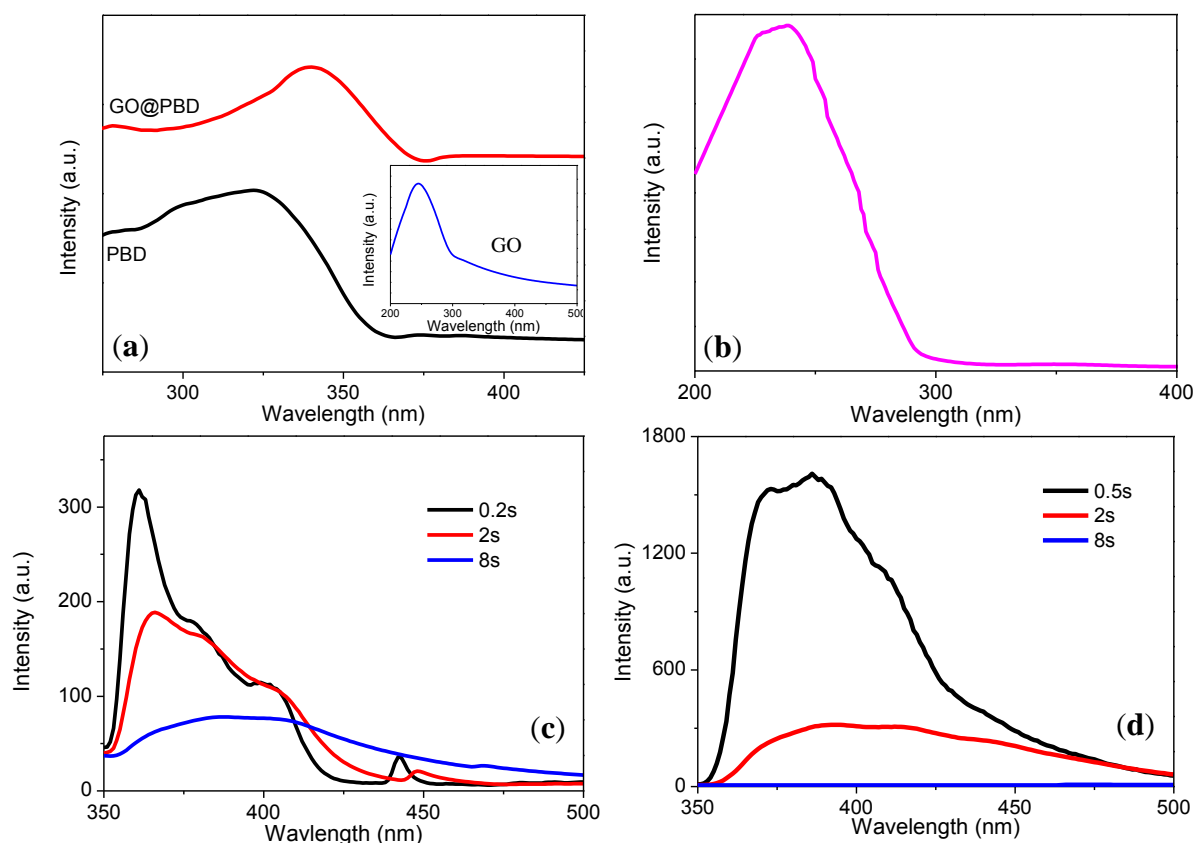 GO@PBD
PBD
Intensity (a.u.)
(a)
300
350
400
Wavelength (nm)
Intensity (a.u.)
GO
200
300
400
500
Wavelength (nm)
Intensity (a.u.)
(b)
200
250
300
400
Wavelength (nm)
300
200
100
0
Intensity (a.u.)
0.2s
2s
8s
(c)
350
400
450
500
Wavelength (nm)
1800
1200
600
0
Intensity (a.u.)
0.5s
2s
8s
(d)
350
400
450
500
Wavelength (nm)